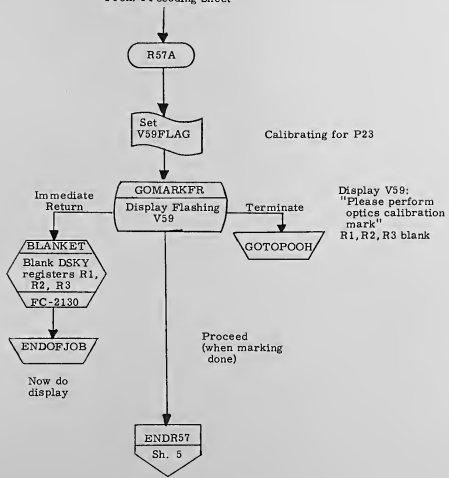 From Preceding Sheet
R57A
Set
V59FLAG
Calibrating for P23
GOMARKFR
Display Flashing
V59
Immediate
Return
Terminate
Display V59:
"Please perform
optics calibration
mark"
R1, R2, R3 blank
BLANKET
Blank DSKY
registers R1,
R2, R3
FC-2130
GOTOPOOH
ENDOFJOB
Now do
display
Proceed
(when marking
done)
ENDR57
Sh. 5